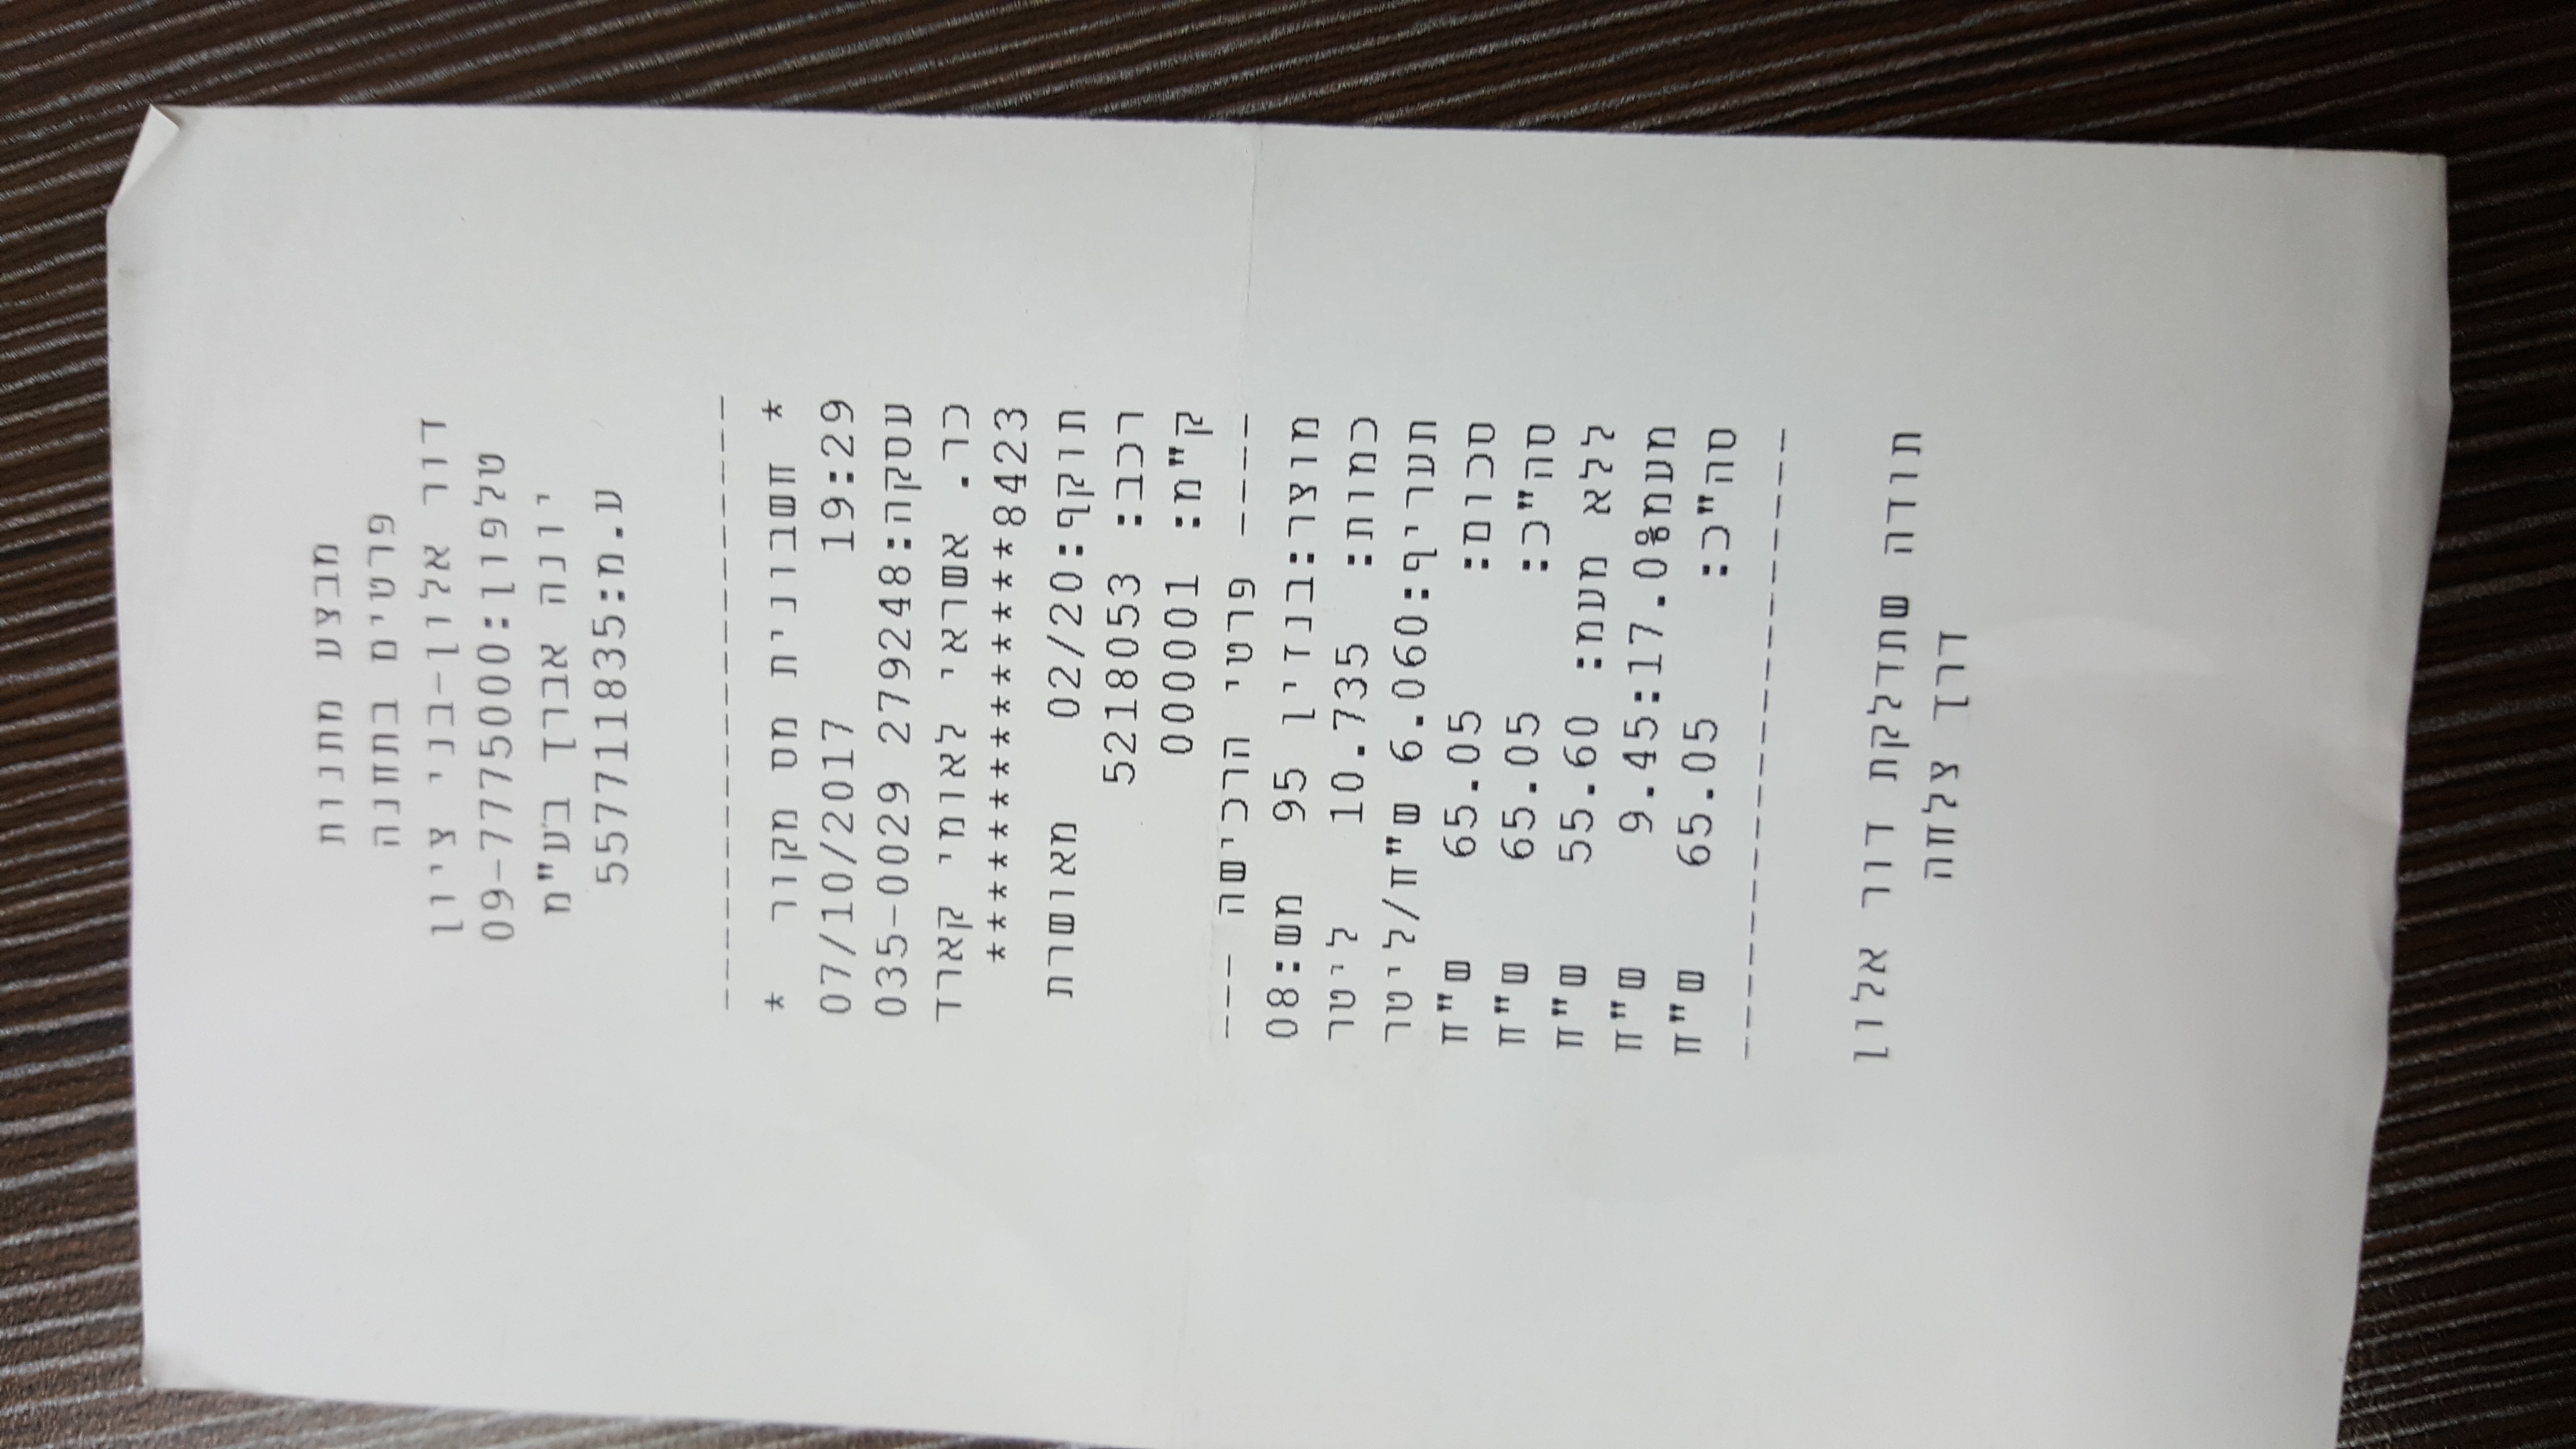 מבצע מתנות
פרטים בתחנה
דור אלון-בני ציון
טלפון:09-7775000
יונה אברך בע"מ
ע.מ:557711835
--------------------
* חשבונית מס מקור *
07/10/2017 19:29
עסקה:279248 035-0029
כר. אשראי לאומי קארד
**************8423
תוקף:02/20 מאושרת
רכב: 5218053
ק"מ: 000001
---- פרטי הרכישה ---
מוצר:בנזין 95 מש:08
כמות: 10.735 ליטר
תעריף:6.060 ש"ח/ליטר
סכום: 65.05 ש"ח
סה"כ: 65.05 ש"ח
ללא מעמ: 55.60 ש"ח
מעמ17.0%:9.45 ש"ח
סה"כ: 65.05 ש"ח
---------------------
תודה שתדלקת דור אלון
דרך צלחה